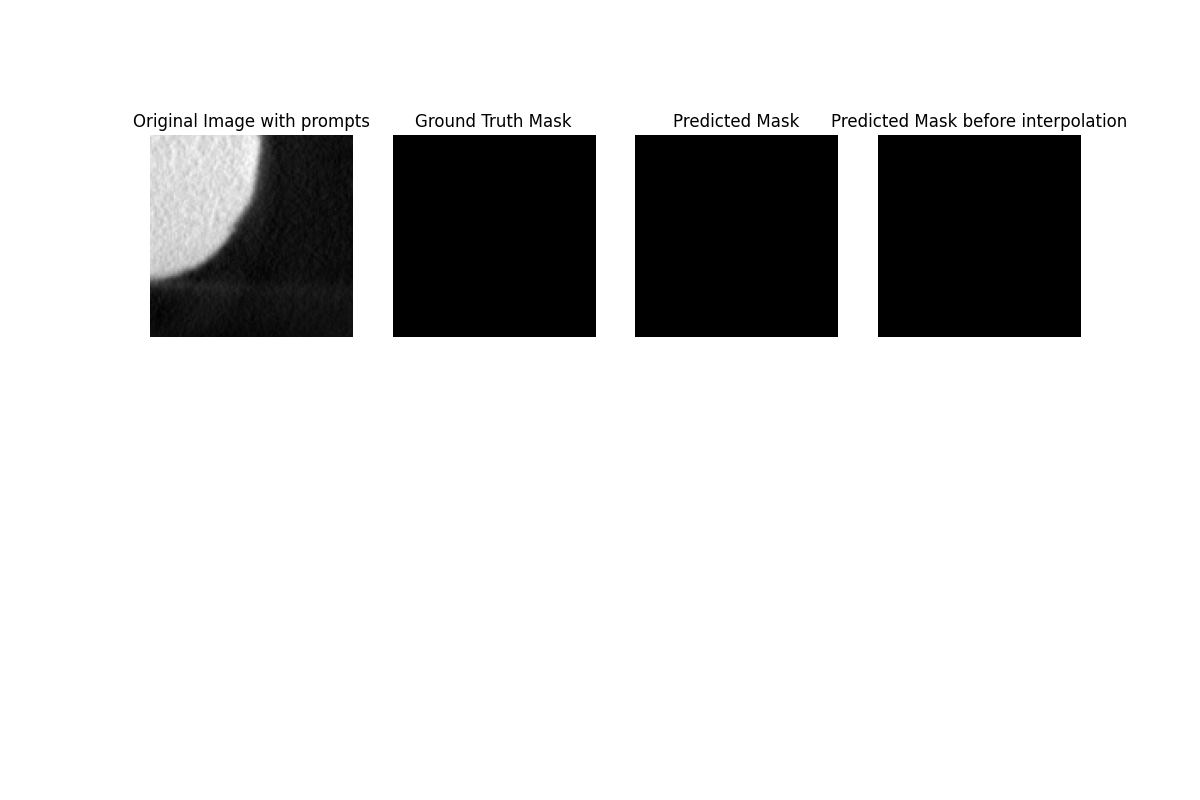 Original Image with prompts
Ground Truth Mask
Predicted Mask
Predicted Mask before interpolation